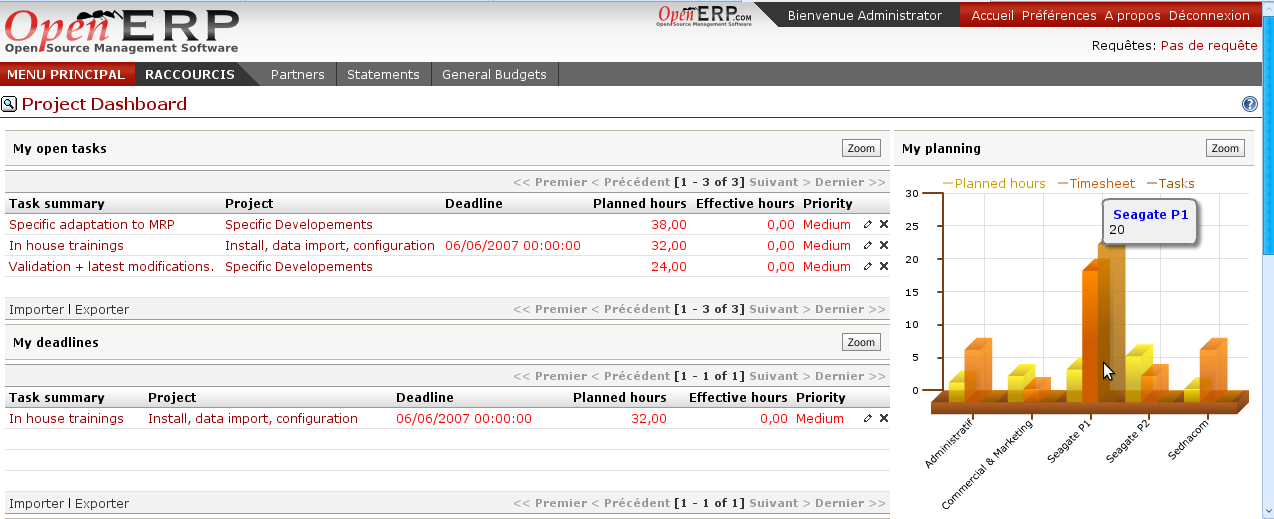 Open ERP
Open Source Management Software
Open ERP.com
Open Source Management Software
Bienvenue Administrator
Accueil Préférences A propos Déconnexion
Requêtes: Pas de requête
MENU PRINCIPAL RACCOURCIS Partners Statements General Budgets
Project Dashboard
?
My open tasks Zoom
<< Premier < Précédent [1 - 3 of 3] Suivant > Dernier >>
Task summary Project Deadline Planned hours Effective hours Priority
Specific adaptation to MRP Specific Developements 38,00 0,00 Medium
In house trainings Install, data import, configuration 06/06/2007 00:00:00 32,00 0,00 Medium
Validation + latest modifications. Specific Developements 24,00 0,00 Medium
Importer | Exporter << Premier < Précédent [1 - 3 of 3] Suivant > Dernier >>
My deadlines Zoom
<< Premier < Précédent [1 - 1 of 1] Suivant > Dernier >>
Task summary Project Deadline Planned hours Effective hours Priority
In house trainings Install, data import, configuration 06/06/2007 00:00:00 32,00 0,00 Medium
Importer | Exporter << Premier < Précédent [1 - 1 of 1] Suivant > Dernier >>
My planning Zoom
Planned hours Timesheet Tasks
30
25
20
15
10
5
0
Seagate P1
20
Administratif
Commercial & Marketing
Seagate P1
Seagate P2
Sednacom